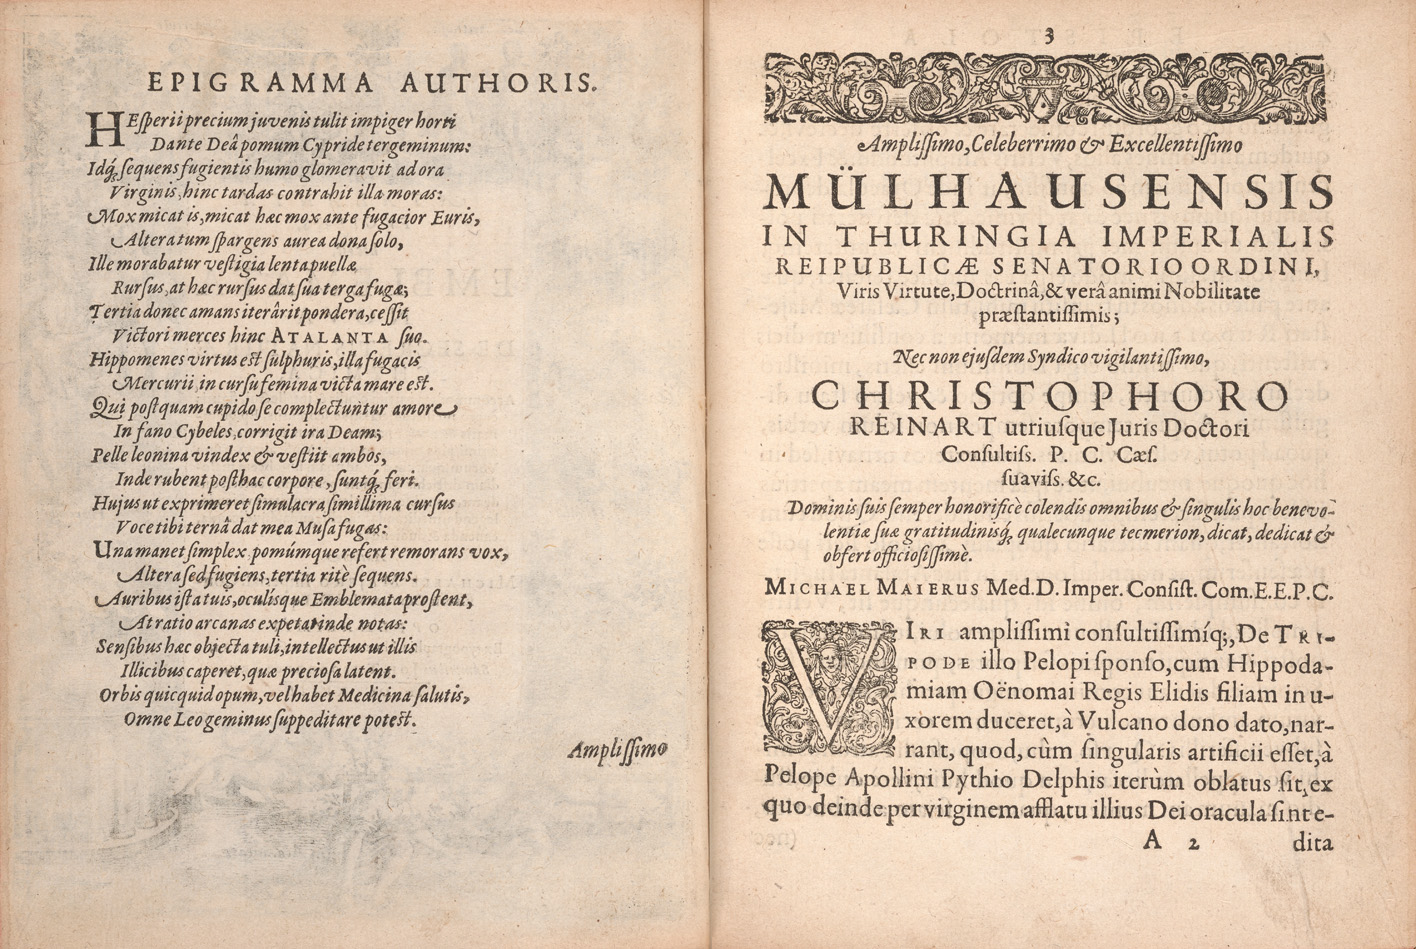 EPIGRAMMA AUTHORIS.
HEſperii precium juvenis tulit impiger horti
Dante Deâ pomum Cypride tergeminum:
Idq́; ſequens fugientis humo glomeravit ad ora
Virginis, hinc tardas contrahit illa moras:
Mox micat is, micat hæc mox ante fugacior Euris,
Altera tum ſpargens aurea dona ſolo,
Ille morabatur veſtigia lenta puellæ
Rurſus, at hæc rurſus dat ſua terga fugæ;
Tertia donec amans iterârit pondera, ceſſit
Victori merces hinc ATALANTA ſuo.
Hippomenes virtus eſt ſulphuris, illa fugacis
Mercurii, in curſu femina victa mare eſt.
Qui poſtquam cupido ſe complectuntur amore
In fano Cybeles, corrigit ira Deam;
Pelle leonina vindex & veſtiit ambos,
Inde rubent poſthac corpore, ſuntq́; feri.
Hujus ut exprimeret ſimulacra ſimillima curſus
Voce tibi ternâ dat mea Muſa fugas:
Una manet ſimplex, pomúmque refert remorans vox,
Altera ſed fugiens, tertia ritè ſequens.
Auribus iſta tuis, oculíſque Emblemata proſtent,
At ratio arcanas expetat inde notas:
Senſibus hæc objecta tuli, intellectus ut illis
Illicibus caperet, quæ precioſa latent.
Orbis quicquid opum, vel habet Medicina ſalutis,
Omne Leo geminus ſuppeditare poteſt.
Ampliſſimo
3
Ampliſſimo, Celeberrimo & Excellentiſſimo
MÜLHAUSENSIS
IN THURINGIA IMPERIALIS
REIPUBLICÆ SENATORIO ORDINI,
Viris Virtute, Doctrinâ, & verâ animi Nobilitate
præſtantiſſimis;
Nec non ejuſdem Syndico vigilantiſſimo,
CHRISTOPHORO
REINART utriuſque Juris Doctori
Conſultiſs. P. C. Cæſ.
ſuaviſs. &c.
Dominis ſuis ſemper honorificè colendis omnibus & ſingulis hoc benevo-
lentiæ ſuæ gratitudinisq́; qualecunque tecmerion, dicat, dedicat &
obfert officioſiſſimè.
MICHAEL MAIERUS Med. D. Imper. Conſiſt. Com. E. E. P. C.
VIRI ampliſſimi conſultiſſimíq;, De TRI-
PODE illo Pelopi ſponſo, cum Hippoda-
miam Oënomai Regis Elidis filiam in u-
xorem duceret, à Vulcano dono dato, nar-
rant, quod, cùm ſingularis artificii eſſet, à
Pelope Apollini Pythio Delphis iterùm oblatus ſit, ex
quo deinde per virginem afflatu illius Dei oracula ſint e-
A 2 dita